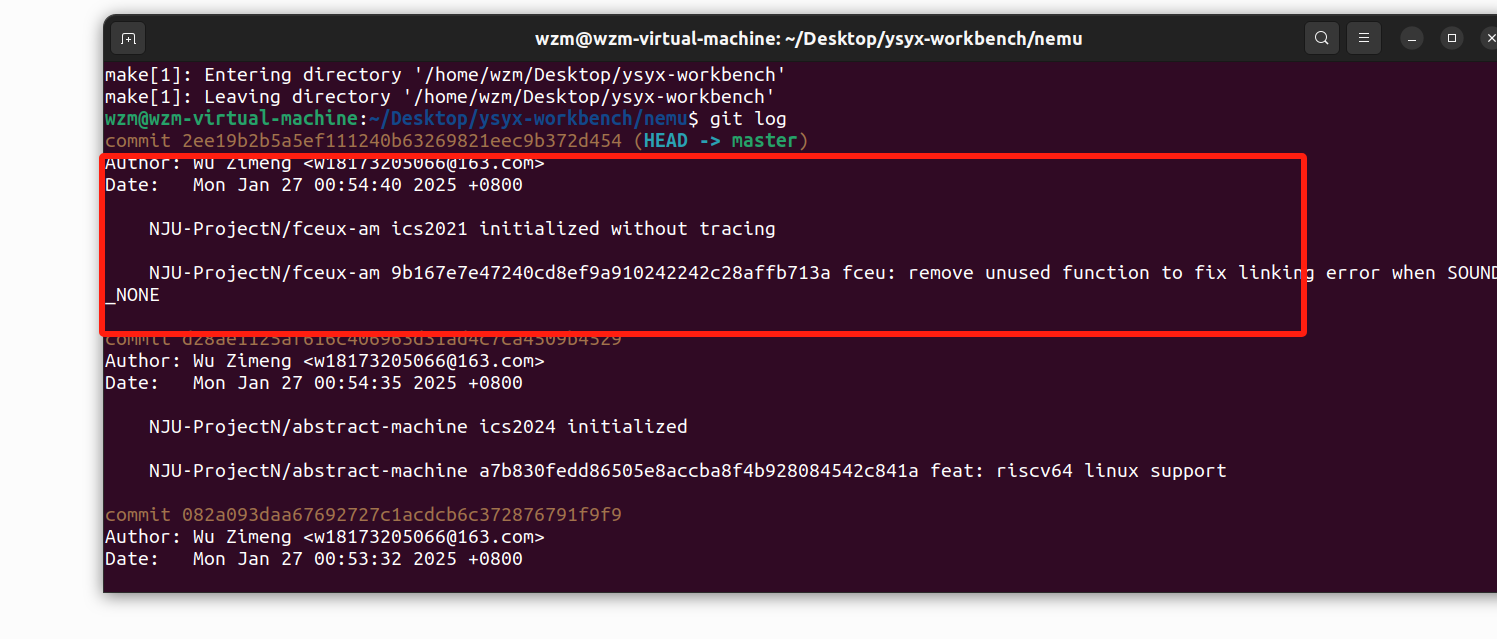 wzm@wzm-virtual-machine: ~/Desktop/ysyx-workbench/nemu
make[1]: Entering directory '/home/wzm/Desktop/ysyx-workbench'
make[1]: Leaving directory '/home/wzm/Desktop/ysyx-workbench'
wzm@wzm-virtual-machine:~/Desktop/ysyx-workbench/nemu$ git log
commit 2ee19b2b5a5ef111240b63269821eec9b372d454 (HEAD -> master)
Author: Wu Zimeng <w18173205066@163.com>
Date:   Mon Jan 27 00:54:40 2025 +0800
NJU-ProjectN/fceux-am ics2021 initialized without tracing
NJU-ProjectN/fceux-am 9b167e7e47240cd8ef9a910242242c28affb713a fceu: remove unused function to fix linking error when SOUND
_NONE
commit d28ae1125af616c406965d31ad4c7ca4509b4529
Author: Wu Zimeng <w18173205066@163.com>
Date:   Mon Jan 27 00:54:35 2025 +0800
NJU-ProjectN/abstract-machine ics2024 initialized
NJU-ProjectN/abstract-machine a7b830fedd86505e8accba8f4b928084542c841a feat: riscv64 linux support
commit 082a093daa67692727c1acdcb6c372876791f9f9
Author: Wu Zimeng <w18173205066@163.com>
Date:   Mon Jan 27 00:53:32 2025 +0800